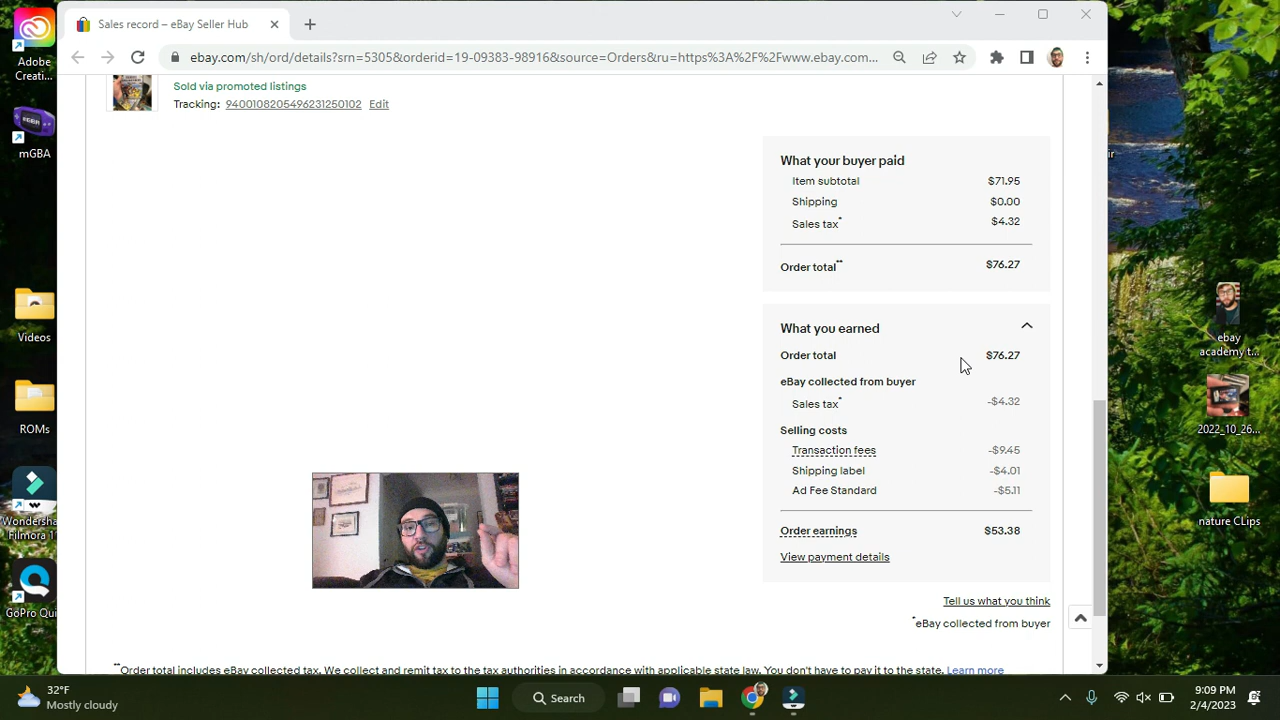 Sales record – eBay Seller Hub
ebay.com/sh/ord/details?srn=5305&orderid=19-09383-98916&source=Orders&ru=https%3A%2F%2Fwww.ebay.com...
Adobe
Creati...
mGBA
Videos
ROMs
Wondersha
Filmora 1
GoPro Qui
Sold via promoted listings
Tracking: 9400108205496231250102 Edit
What your buyer paid
Item subtotal $71.95
Shipping $0.00
Sales tax* $4.32
Order total** $76.27
What you earned
Order total $76.27
eBay collected from buyer
Sales tax* -$4.32
Selling costs
Transaction fees -$9.45
Shipping label -$4.01
Ad Fee Standard -$5.11
Order earnings $53.38
View payment details
Tell us what you think
*eBay collected from buyer
**Order total includes eBay collected tax. We collect and remit tax to the tax authorities in accordance with applicable state law. You don't have to pay it to the state. Learn more
ir
ebay
academy t...
2022_10_26...
nature CLips
32°F
Mostly cloudy
Search
9:09 PM
2/4/2023